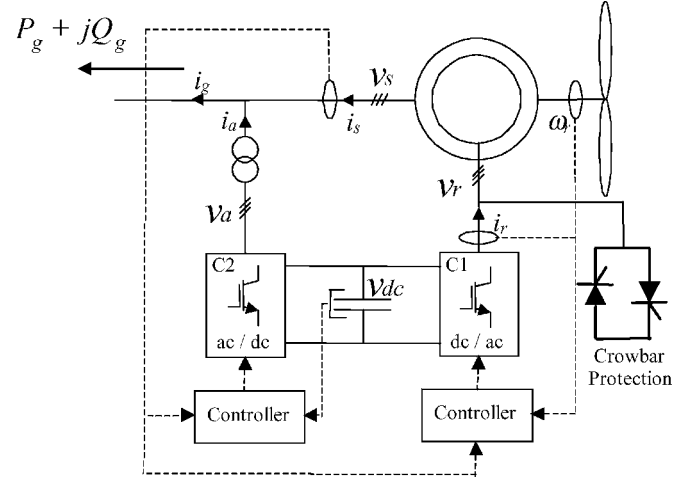 P_g + jQ_g
i_g
i_a
i_s
v_s
ω_r
v_r
v_a
i_r
C2
ac / dc
v_dc
C1
dc / ac
Crowbar
Protection
Controller
Controller